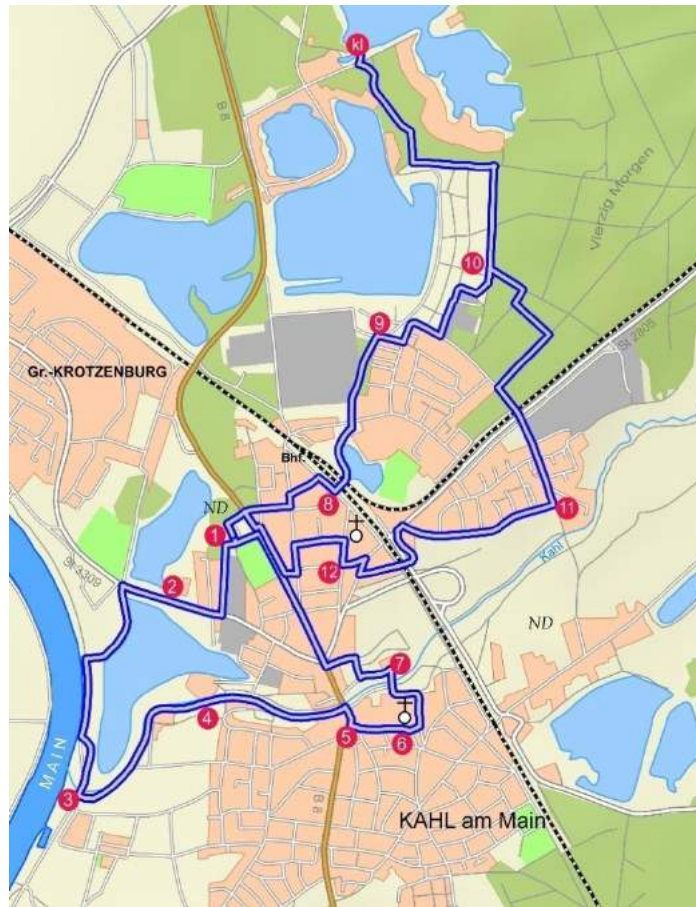 kl
B 8
Vierzig Morgen
10
9
St 2805
Gr.-KROTZENBURG
Bhf.
8
ND
11
1
12
Kahl
St 3309
2
ND
7
4
5
6
MAIN
3
B 8
KAHL am Main